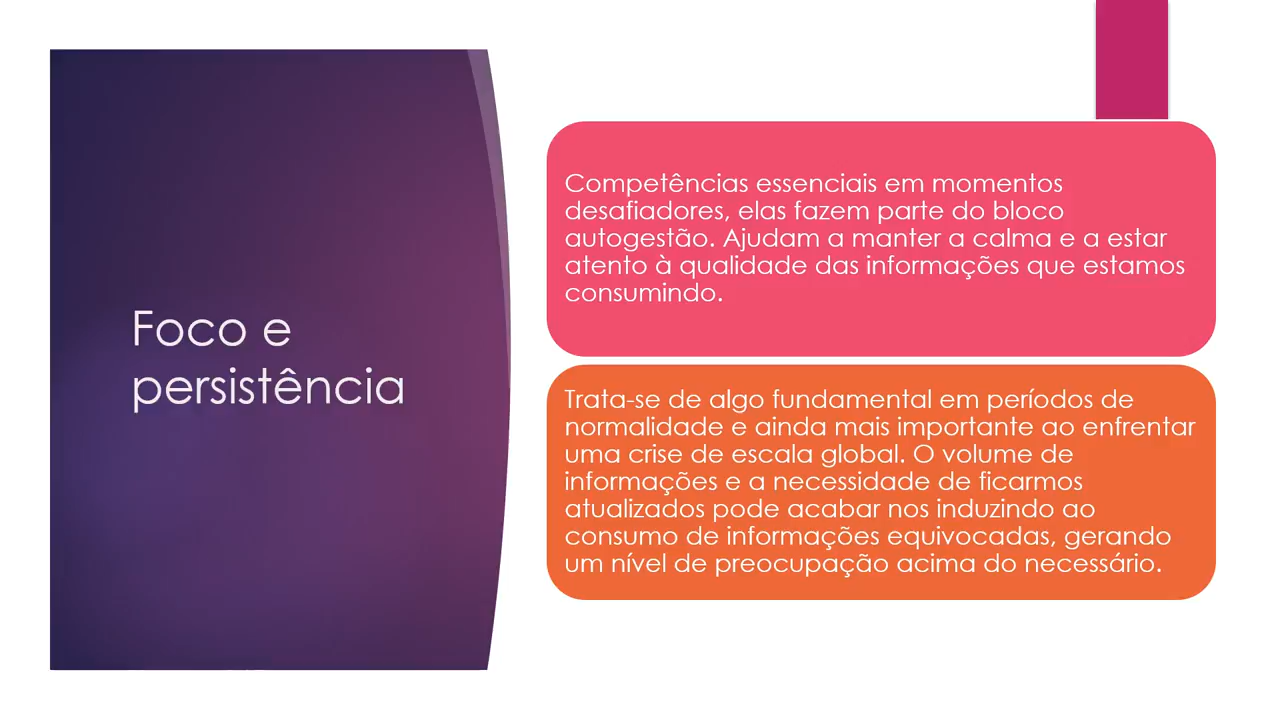 Foco e
persistência
Competências essenciais em momentos
desafiadores, elas fazem parte do bloco
autogestão. Ajudam a manter a calma e a estar
atento à qualidade das informações que estamos
consumindo.
Trata-se de algo fundamental em períodos de
normalidade e ainda mais importante ao enfrentar
uma crise de escala global. O volume de
informações e a necessidade de ficarmos
atualizados pode acabar nos induzindo ao
consumo de informações equivocadas, gerando
um nível de preocupação acima do necessário.